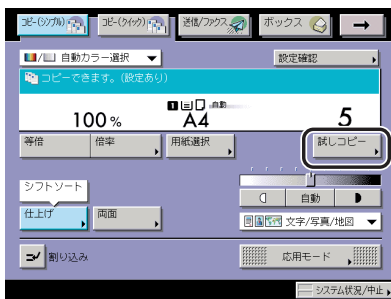 コピー(シンプル) コピー(クイック) 送信/ファクス ボックス →
自動カラー選択 ▼ 設定確認
コピーできます。(設定あり)
1 自動
100% A4 5
等倍 倍率 用紙選択 試しコピー
シフトソート
自動
仕上げ 両面
文字/写真/地図 ▼
割り込み 応用モード
システム状況/中止